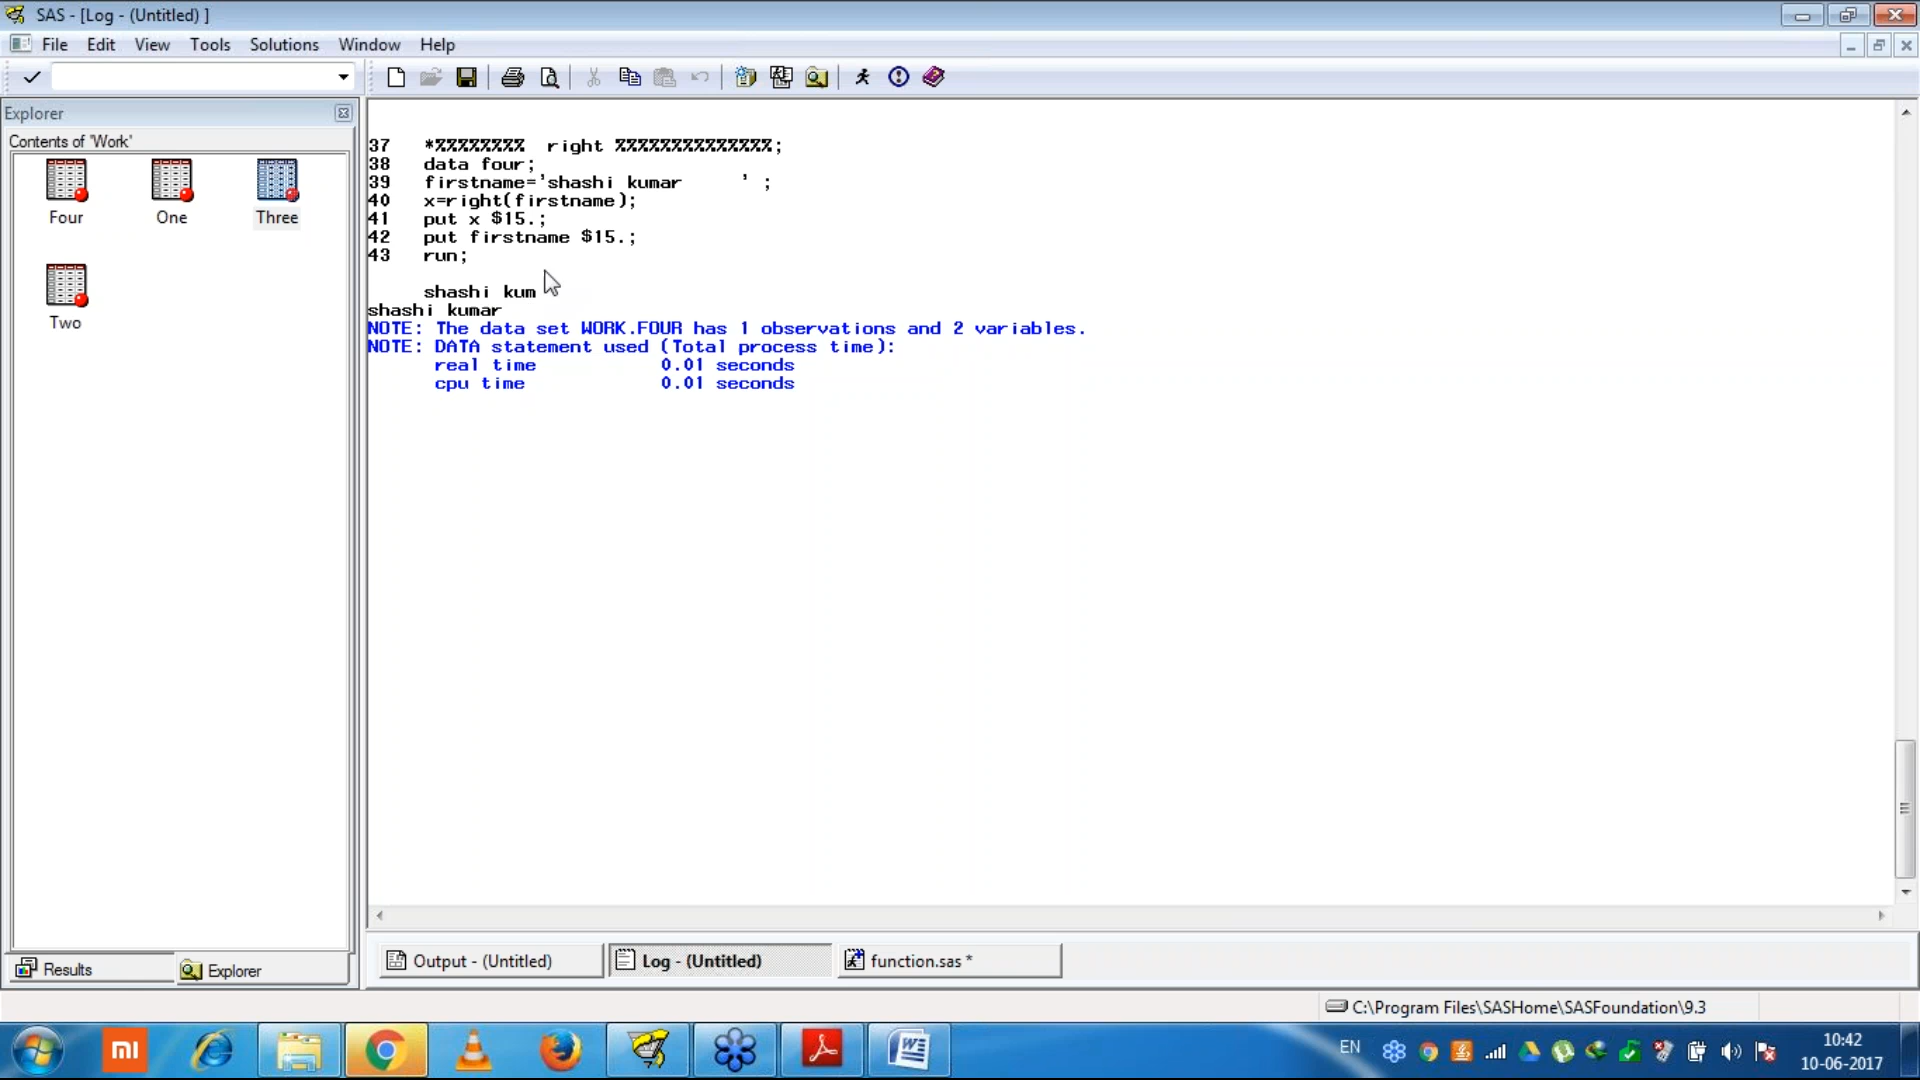 SAS - [Log - (Untitled) ]
File Edit View Tools Solutions Window Help
Explorer
Contents of 'Work'
Four One Three
Two
37 *%%%%%%%% right %%%%%%%%%%%%%%;
38 data four;
39 firstname='shashi kumar      ' ;
40 x=right(firstname);
41 put x $15.;
42 put firstname $15.;
43 run;
shashi kum
shashi kumar
NOTE: The data set WORK.FOUR has 1 observations and 2 variables.
NOTE: DATA statement used (Total process time):
real time 0.01 seconds
cpu time 0.01 seconds
Results Explorer
Output - (Untitled) Log - (Untitled) function.sas *
C:\Program Files\SASHome\SASFoundation\9.3
EN
10:42
10-06-2017